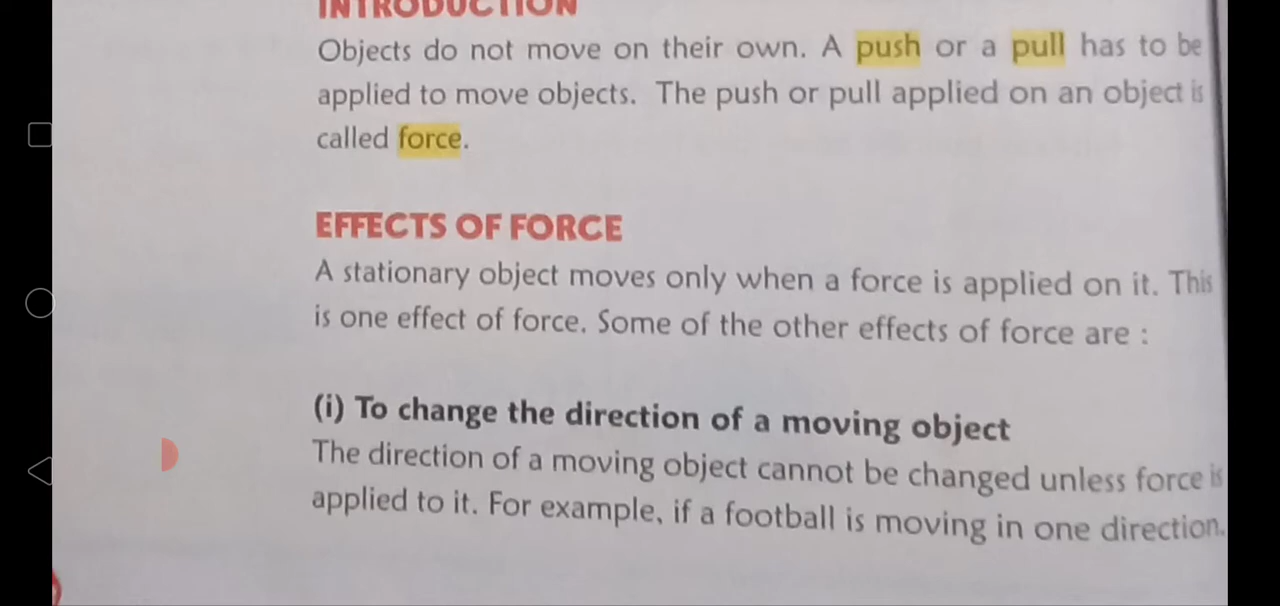 INTRODUCTION
Objects do not move on their own. A push or a pull has to be
applied to move objects. The push or pull applied on an object is
called force.
EFFECTS OF FORCE
A stationary object moves only when a force is applied on it. This
is one effect of force. Some of the other effects of force are :
(i) To change the direction of a moving object
The direction of a moving object cannot be changed unless force is
applied to it. For example, if a football is moving in one direction.